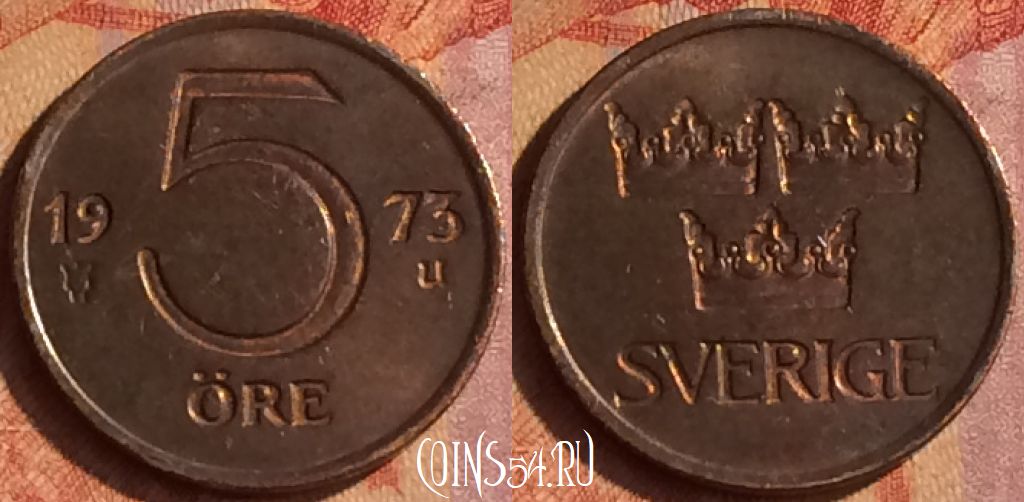 5
19 73
u
ÖRE
SVERIGE
COINS54.RU